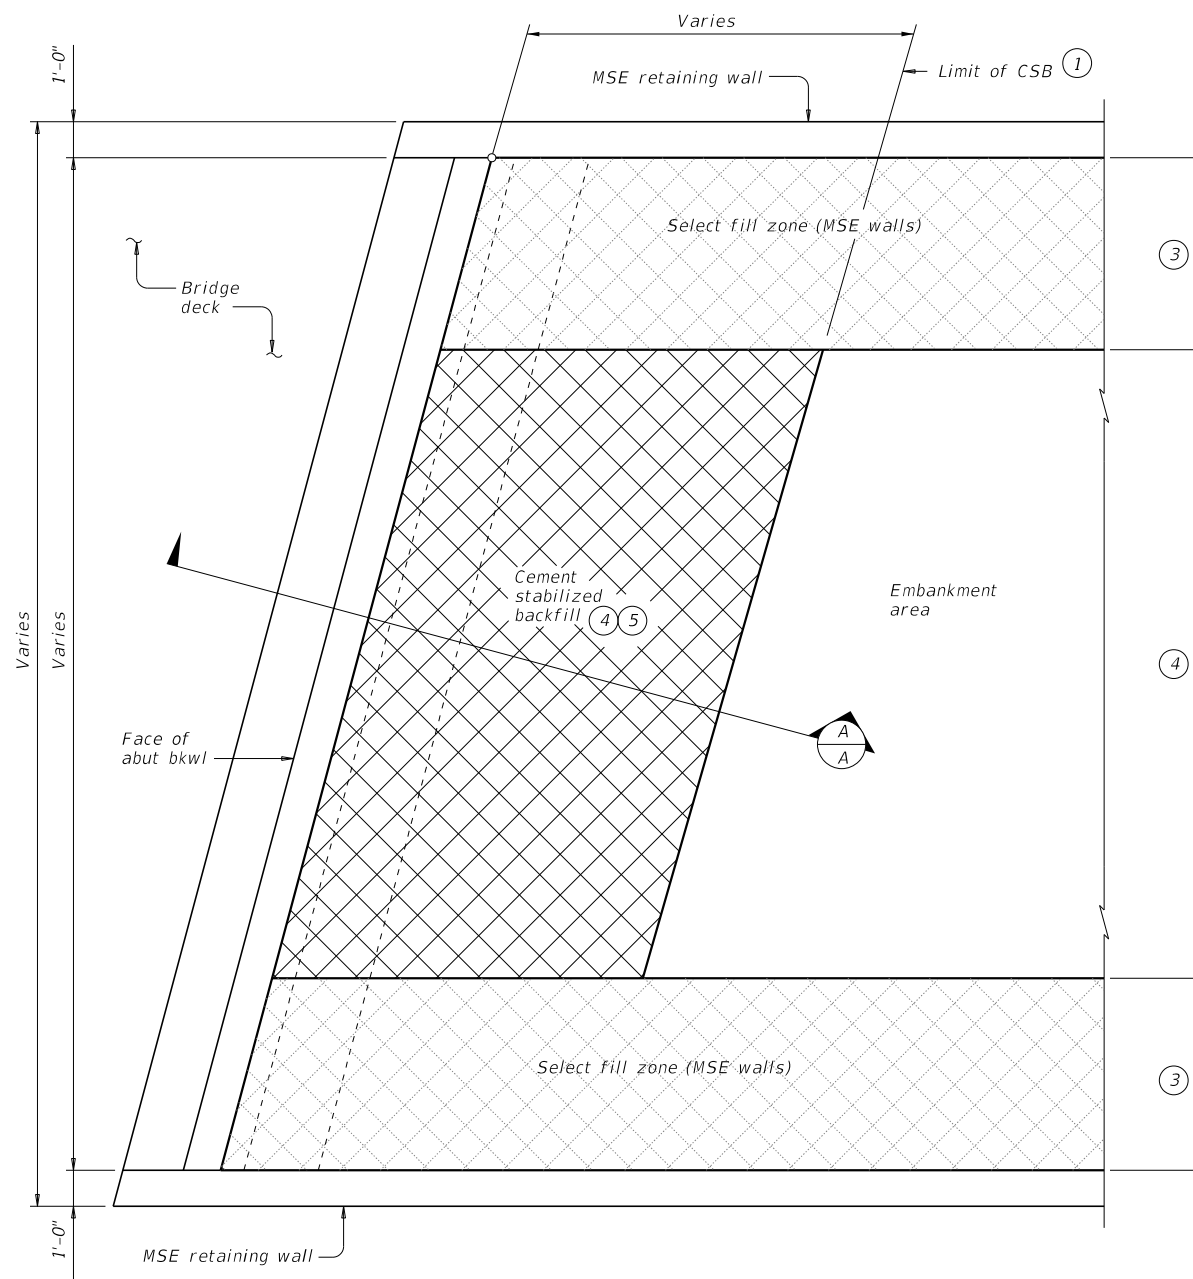 Varies
1'-0"
MSE retaining wall
Limit of CSB 1
Select fill zone (MSE walls)
3
Bridge
deck
Cement
stabilized
backfill 4 5
Embankment
area
Varies
Varies
4
Face of
abut bkwl
A
A
Select fill zone (MSE walls)
3
1'-0"
MSE retaining wall